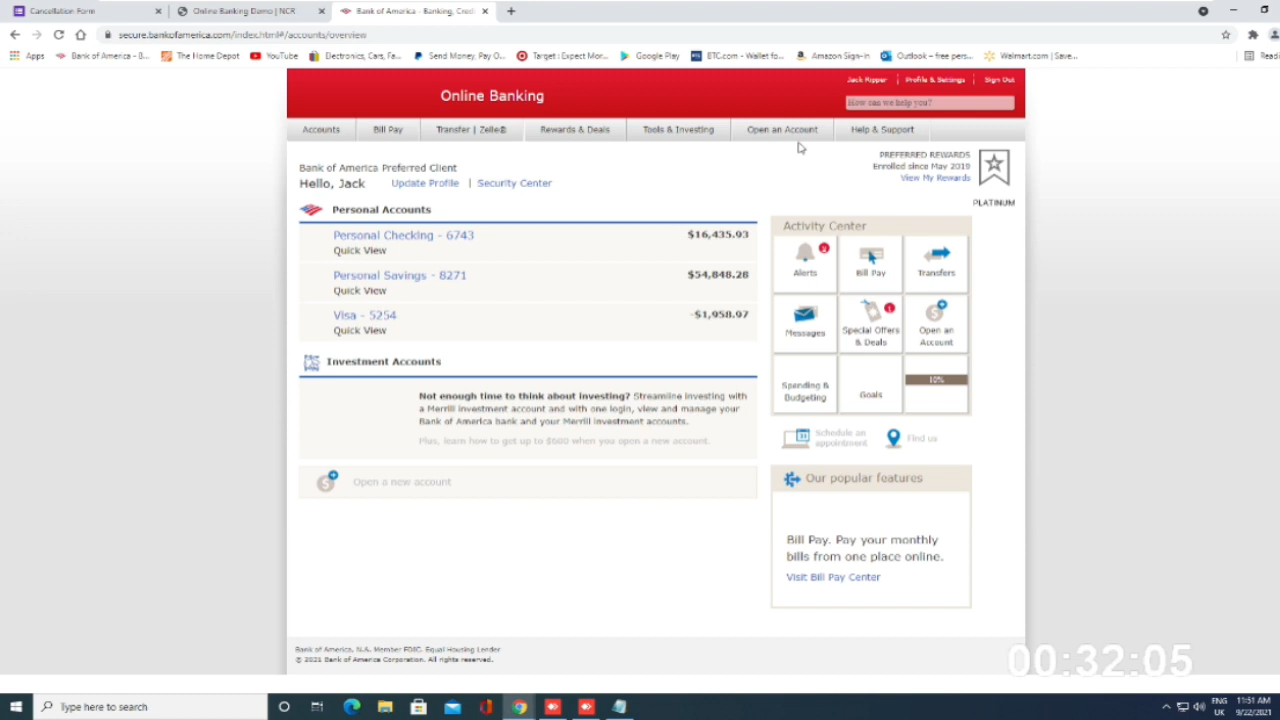 Cancellation Form
Online Banking Demo | NCR
Bank of America - Banking, Cred
secure.bankofamerica.com/index.html#/accounts/overview
Apps
Bank of America - B...
The Home Depot
YouTube
Electronics, Cars, Fa...
Send Money, Pay O...
Target : Expect Mor...
Google Play
BTC.com - Wallet fo...
Amazon Sign-In
Outlook – free pers...
Walmart.com | Save...
Readi
Jack Ripper | Profile & Settings | Sign Out
Online Banking
How can we help you?
Accounts
Bill Pay
Transfer | Zelle®
Rewards & Deals
Tools & Investing
Open an Account
Help & Support
Bank of America Preferred Client
Hello, Jack
Update Profile | Security Center
PREFERRED REWARDS
Enrolled since May 2019
View My Rewards
PLATINUM
Personal Accounts
Personal Checking - 6743
$16,435.93
Quick View
Personal Savings - 8271
$54,848.28
Quick View
Visa - 5254
-$1,958.97
Quick View
Investment Accounts
Not enough time to think about investing? Streamline investing with
a Merrill investment account and with one login, view and manage your
Bank of America bank and your Merrill investment accounts.
Plus, learn how to get up to $600 when you open a new account.
Open a new account
Activity Center
Alerts
Bill Pay
Transfers
Messages
1
Special Offers
& Deals
Open an
Account
Spending &
Budgeting
Goals
10%
31
Schedule an
appointment
Find us
Our popular features
Bill Pay. Pay your monthly
bills from one place online.
Visit Bill Pay Center
Bank of America, N.A. Member FDIC. Equal Housing Lender
© 2021 Bank of America Corporation. All rights reserved.
00:32:05
Type here to search
ENG
UK
11:51 AM
9/22/2021